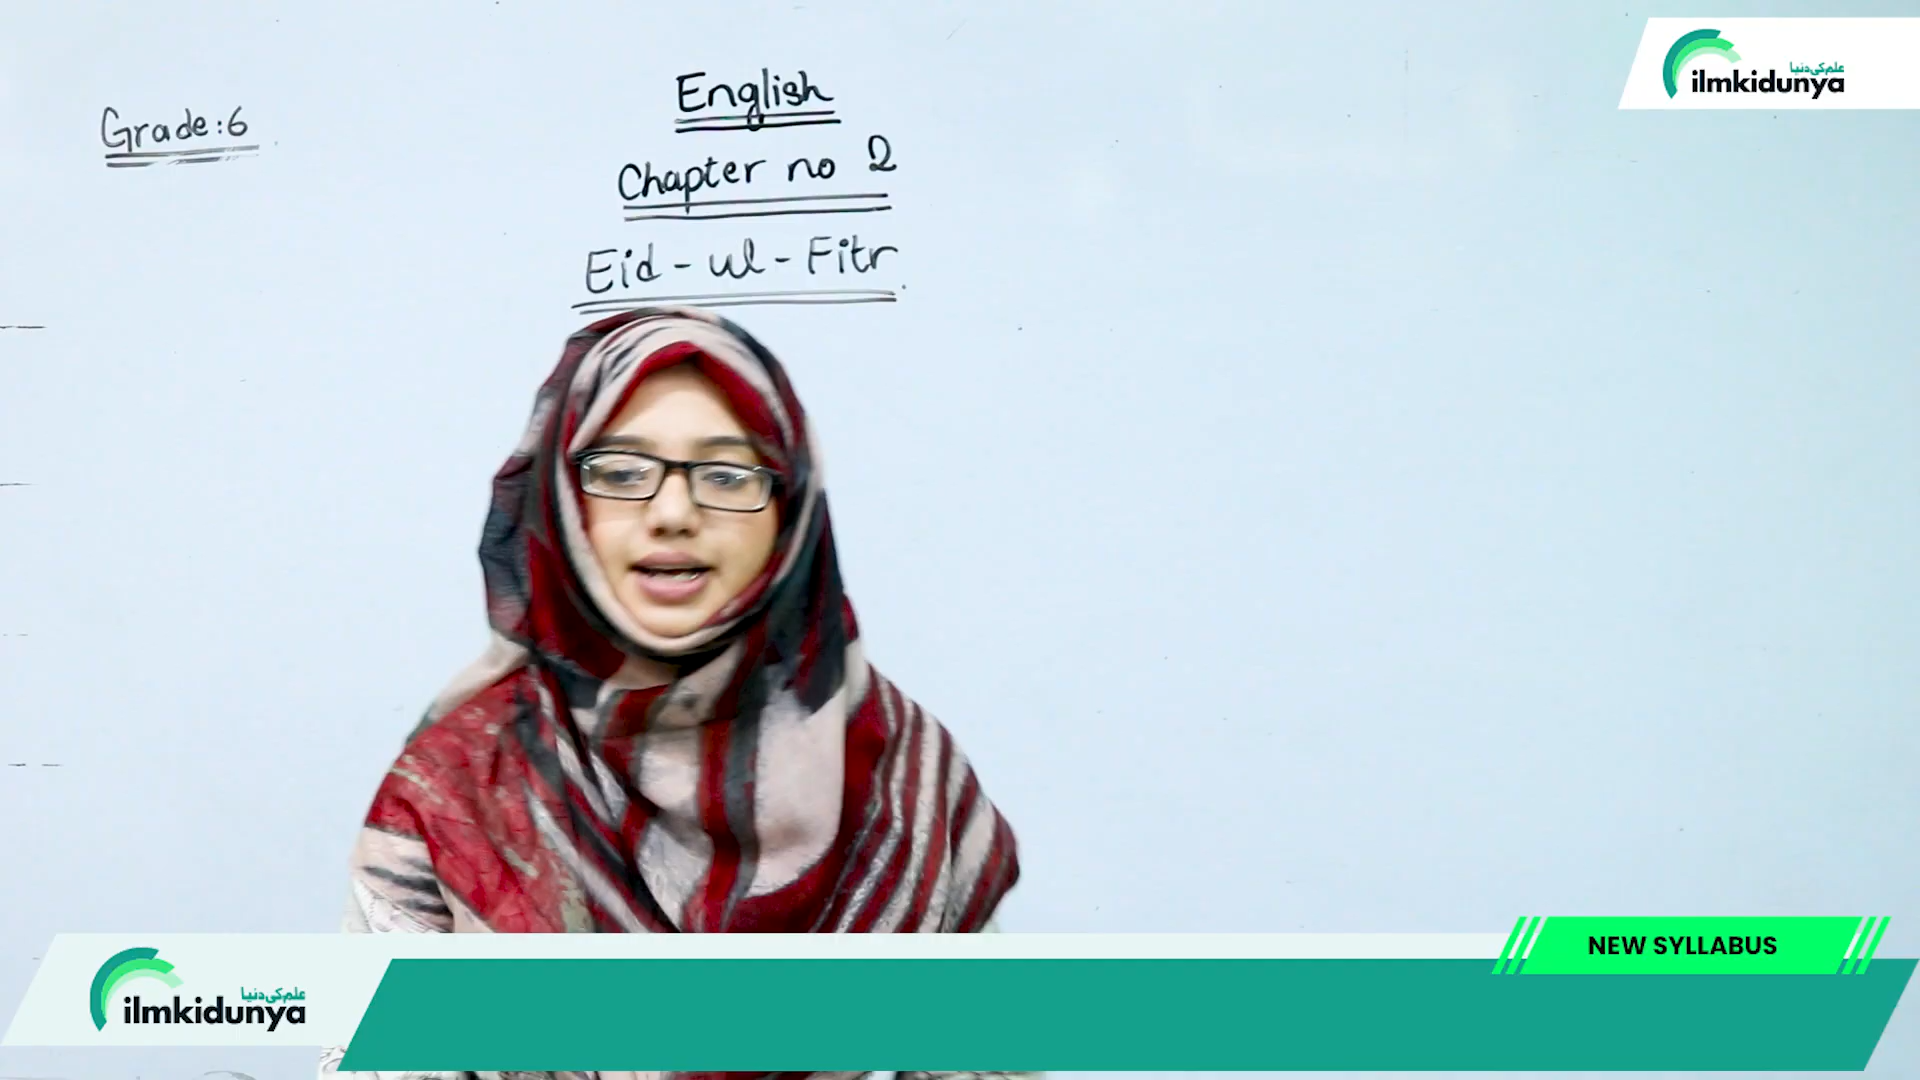 Grade:6
English
Chapter no 2
Eid-ul-Fitr
علم کی دنیا
ilmkidunya
NEW SYLLABUS
علم کی دنیا
ilmkidunya